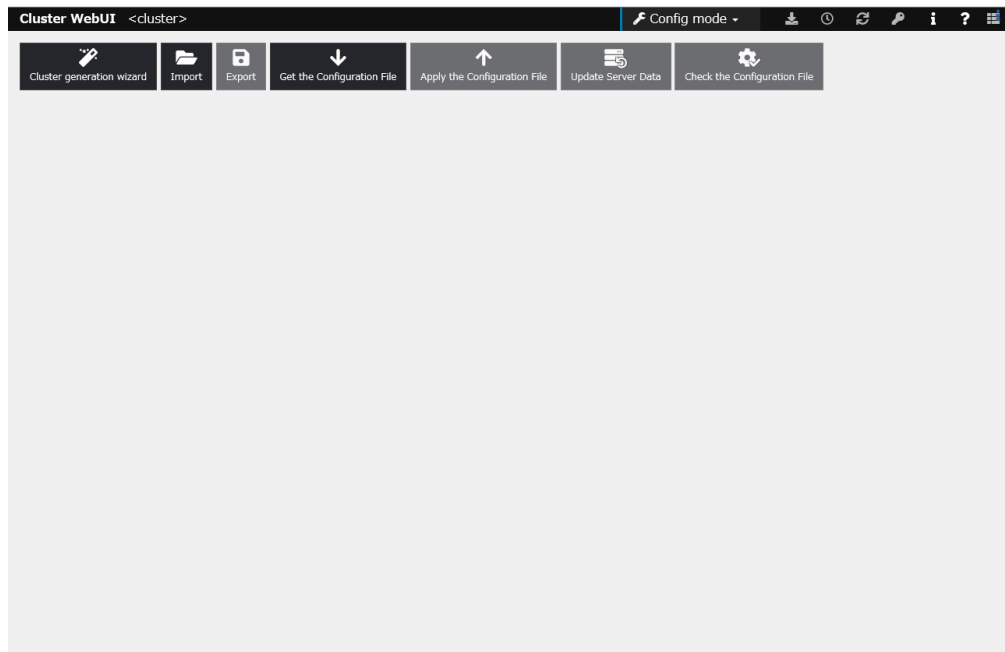 Cluster WebUI <cluster> Config mode i ?
Cluster generation wizard Import Export Get the Configuration File Apply the Configuration File Update Server Data Check the Configuration File